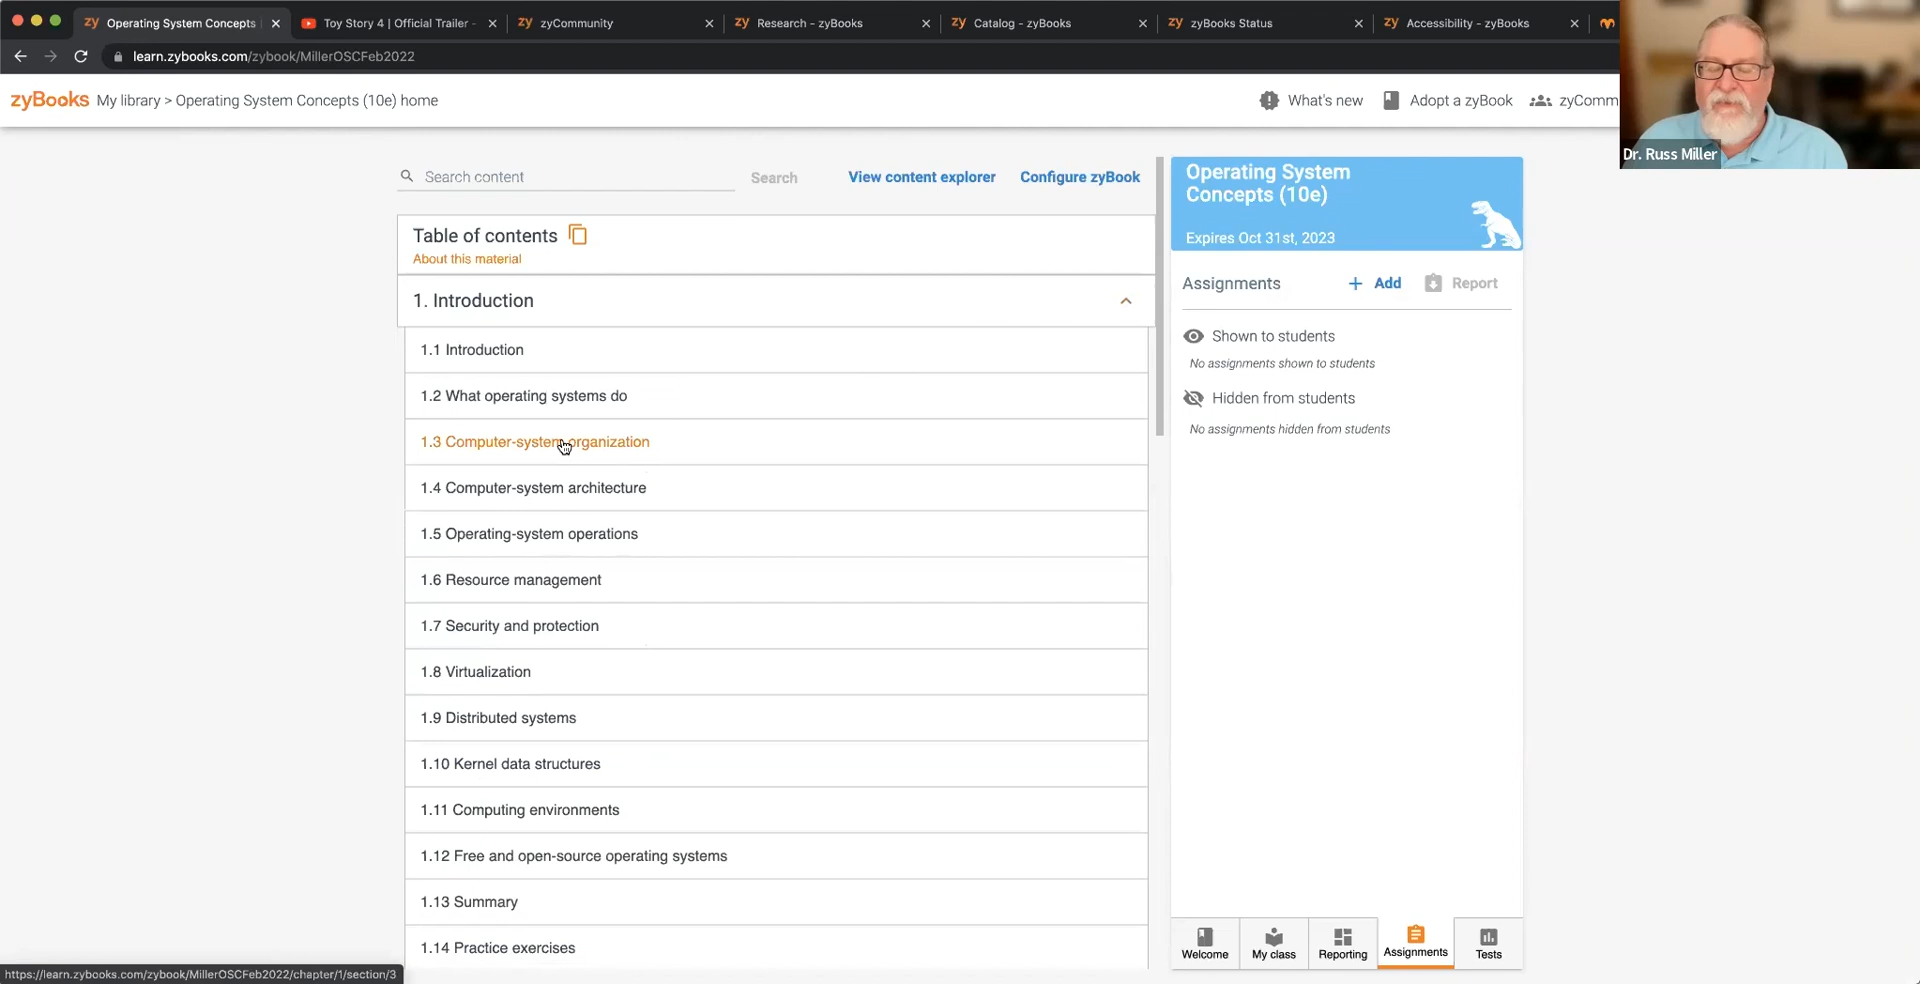 Operating System Concepts
Toy Story 4 | Official Trailer -
zy zyCommunity
zy Research - zyBooks
zy Catalog - zyBooks
zy zyBooks Status
zy Accessibility - zyBooks
learn.zybooks.com/zybook/MillerOSCFeb2022
zyBooks My library > Operating System Concepts (10e) home
What's new
Adopt a zyBook
zyComm
Dr. Russ Miller
Search content
Search
View content explorer
Configure zyBook
Table of contents
About this material
1. Introduction
1.1 Introduction
1.2 What operating systems do
1.3 Computer-system organization
1.4 Computer-system architecture
1.5 Operating-system operations
1.6 Resource management
1.7 Security and protection
1.8 Virtualization
1.9 Distributed systems
1.10 Kernel data structures
1.11 Computing environments
1.12 Free and open-source operating systems
1.13 Summary
1.14 Practice exercises
Operating System
Concepts (10e)
Expires Oct 31st, 2023
Assignments
+ Add
Report
Shown to students
No assignments shown to students
Hidden from students
No assignments hidden from students
Welcome
My class
Reporting
Assignments
Tests
https://learn.zybooks.com/zybook/MillerOSCFeb2022/chapter/1/section/3